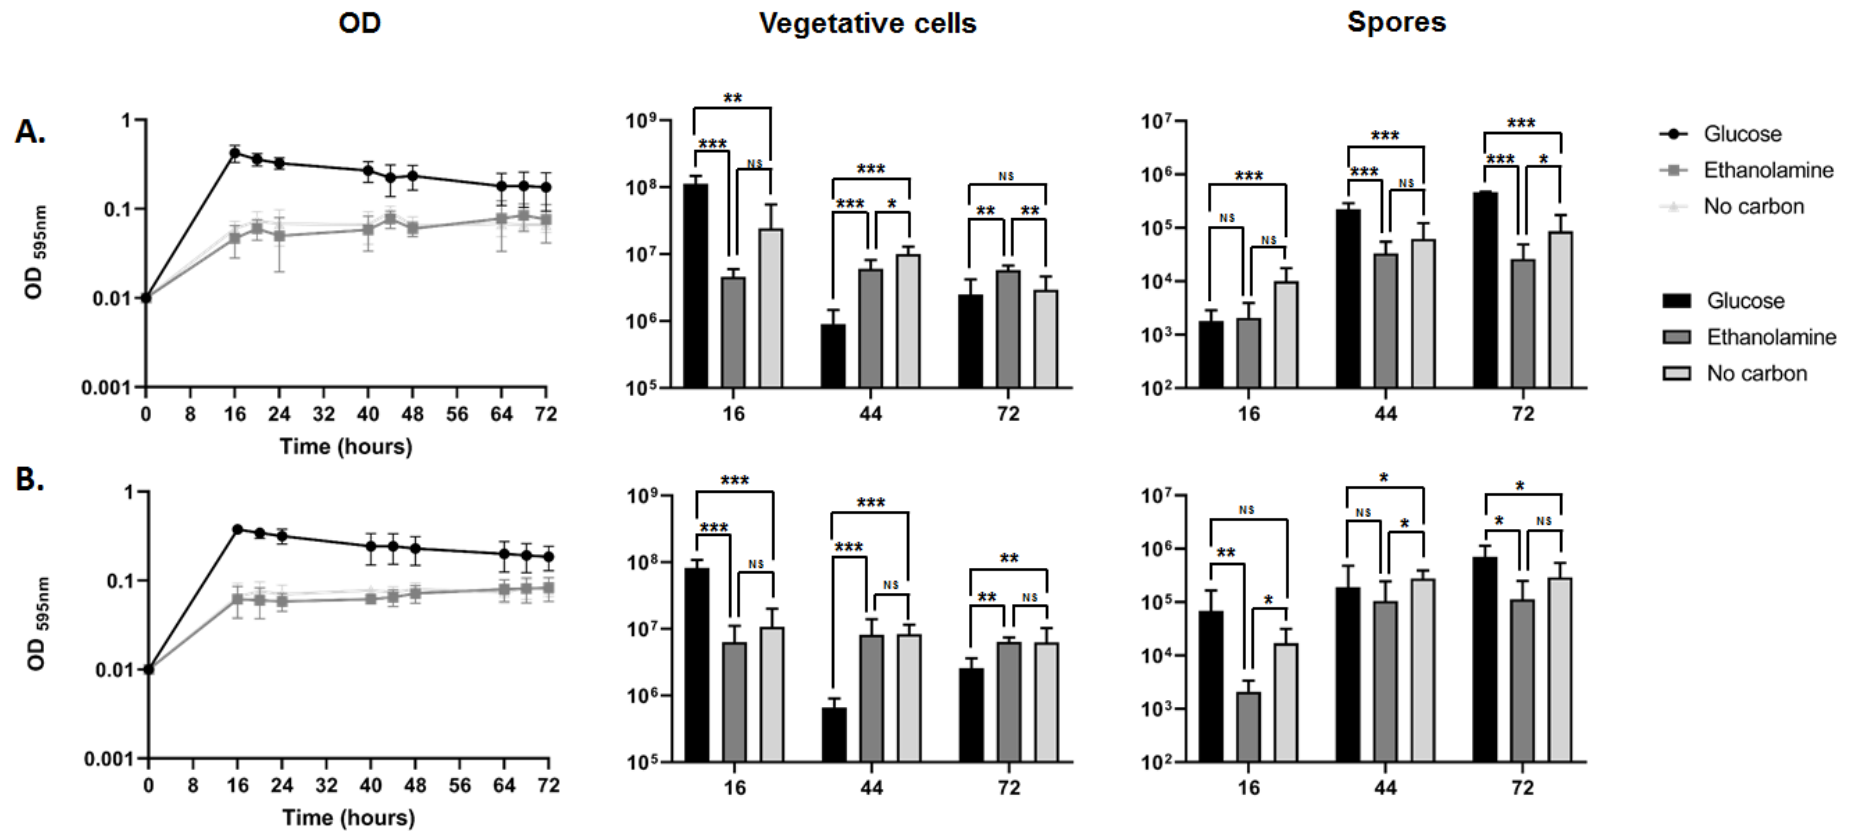 OD
Vegetative cells
Spores
A.
OD 595nm
1
0.1
0.01
0.001
0 8 16 24 32 40 48 56 64 72
Time (hours)
10⁹
10⁸
10⁷
10⁶
10⁵
**
***
NS
***
***
*
NS
**
**
16 44 72
10⁷
10⁶
10⁵
10⁴
10³
10²
***
NS
NS
***
***
NS
***
***
*
16 44 72
Glucose
Ethanolamine
No carbon
Glucose
Ethanolamine
No carbon
B.
OD 595nm
1
0.1
0.01
0.001
0 8 16 24 32 40 48 56 64 72
Time (hours)
10⁹
10⁸
10⁷
10⁶
10⁵
***
***
NS
***
***
NS
**
**
NS
16 44 72
10⁷
10⁶
10⁵
10⁴
10³
10²
NS
**
*
*
NS
*
*
*
NS
16 44 72